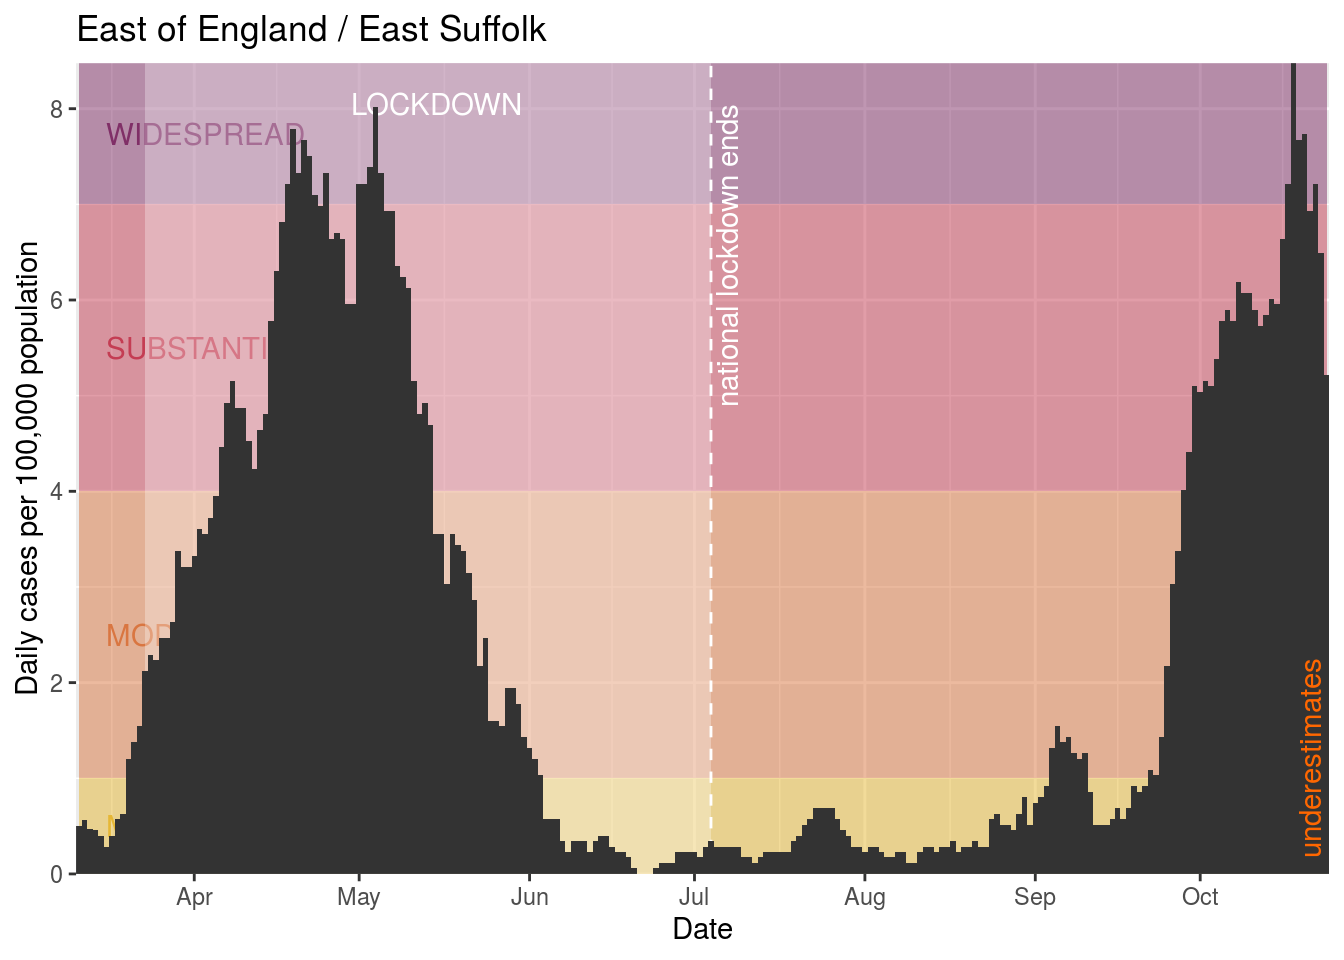 East of England / East Suffolk
LOCKDOWN
WIDESPREAD
national lockdown ends
SUBSTANTI
MOD
underestimates
Daily cases per 100,000 population
8
6
4
2
0
Apr
May
Jun
Jul
Aug
Sep
Oct
Date